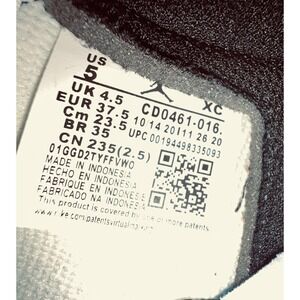 US
5
XC
UK 4.5
CD0461-016.
EUR 37.5
10 14 20 11 26 20
Cm 23.5
UPC 00194498335093
BR 35
CN 235(2.5)
01GGD2TYFFVW0
MADE IN INDONESIA
HECHO EN INDONESIA
FABRICADO NA INDONESIA
FABRIQUÉ EN INDONESIE
This product is covered by one or more patents